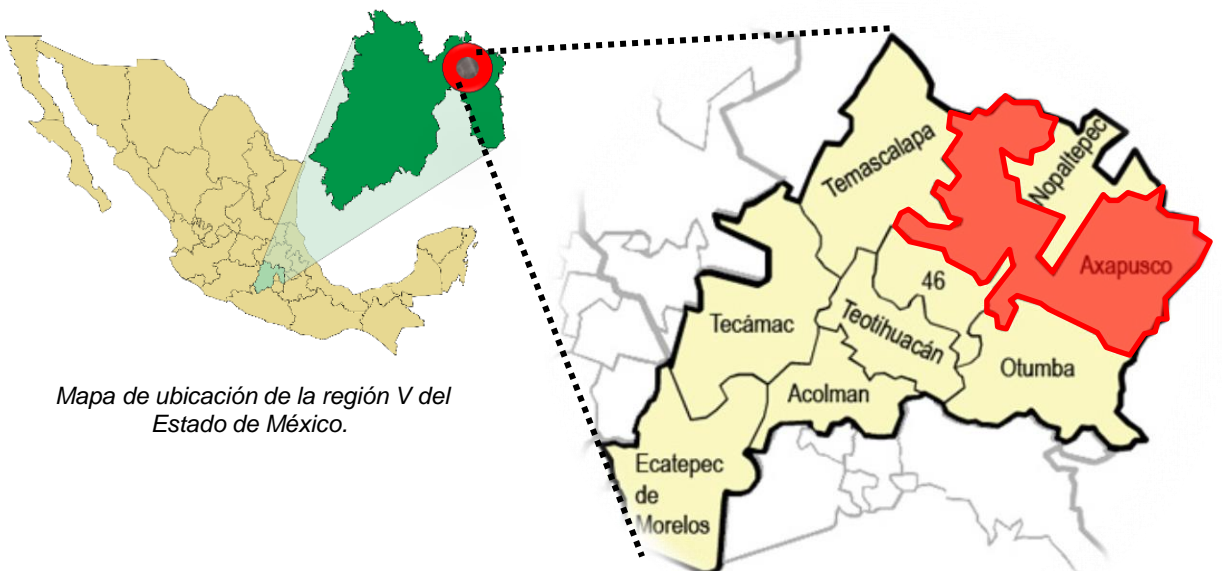 Temascalapa
Nopaltepec
Axapusco
46
Tecámac
Teotihuacán
Otumba
Acolman
Ecatepec
de
Morelos
Mapa de ubicación de la región V del
Estado de México.